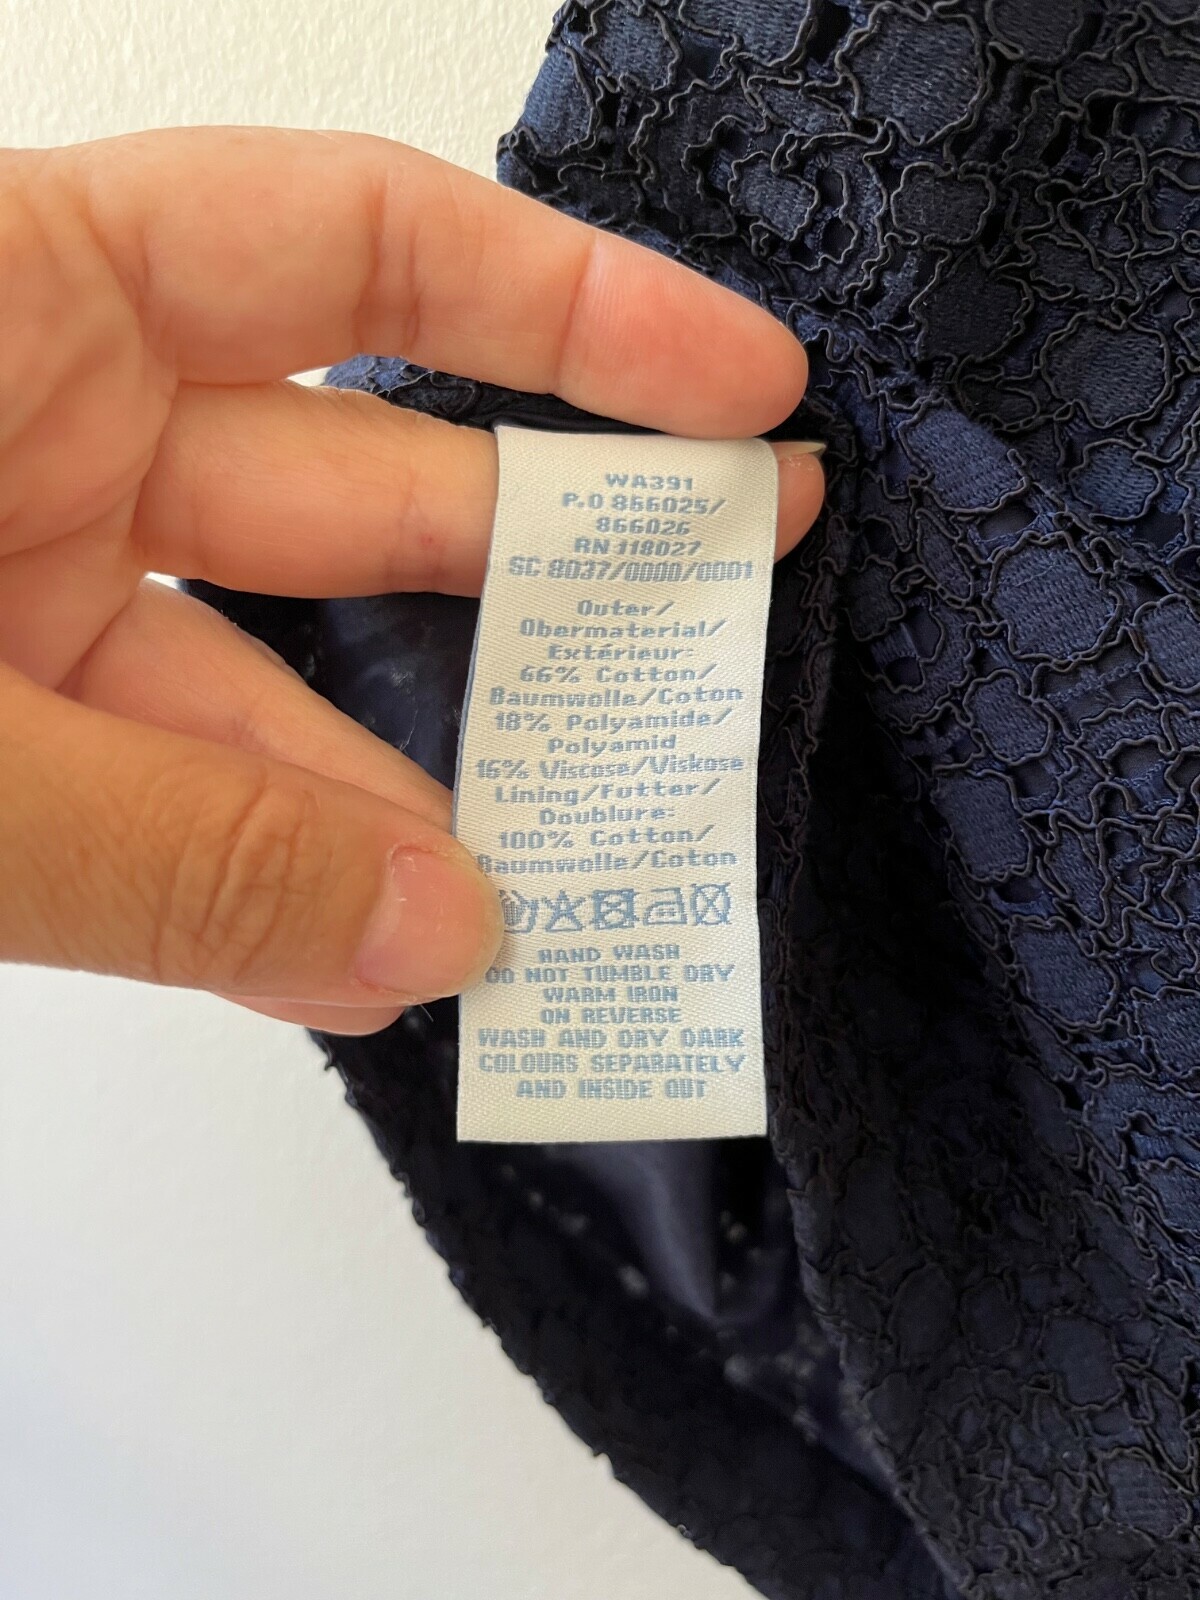 WA391
P.O 866025/
866026
RN 118027
SC 8037/0000/0001
Outer/
Obermaterial/
Extérieur:
66% Cotton/
Baumwolle/Coton
18% Polyamide/
Polyamid
16% Viscose/Viskose
Lining/Futter/
Doublure:
100% Cotton/
Baumwolle/Coton
HAND WASH
DO NOT TUMBLE DRY
WARM IRON
ON REVERSE
WASH AND DRY DARK
COLOURS SEPARATELY
AND INSIDE OUT